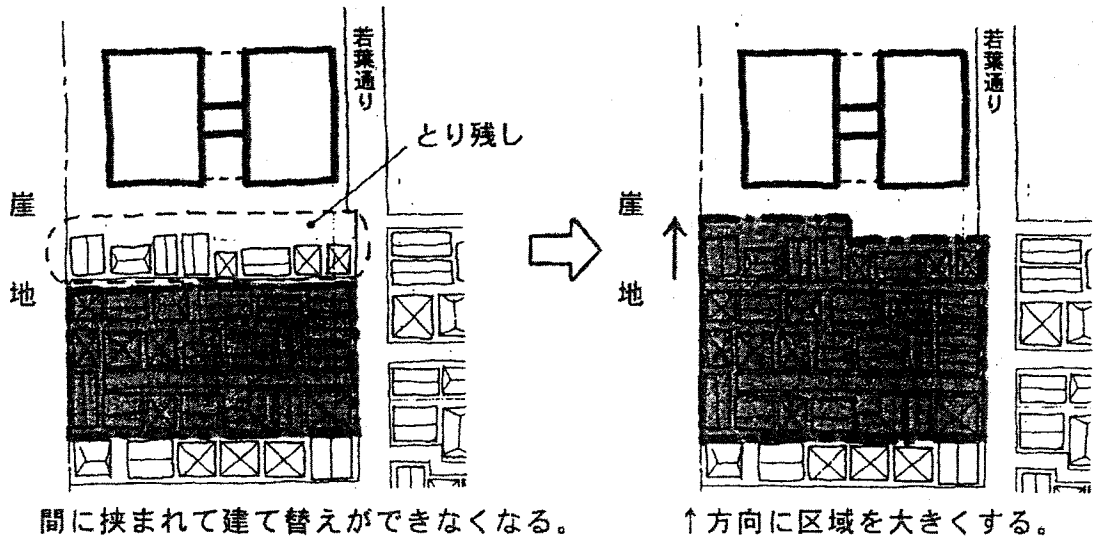 若葉通り
とり残し
崖地
間に挟まれて建て替えができなくなる。
若葉通り
崖地
↑方向に区域を大きくする。